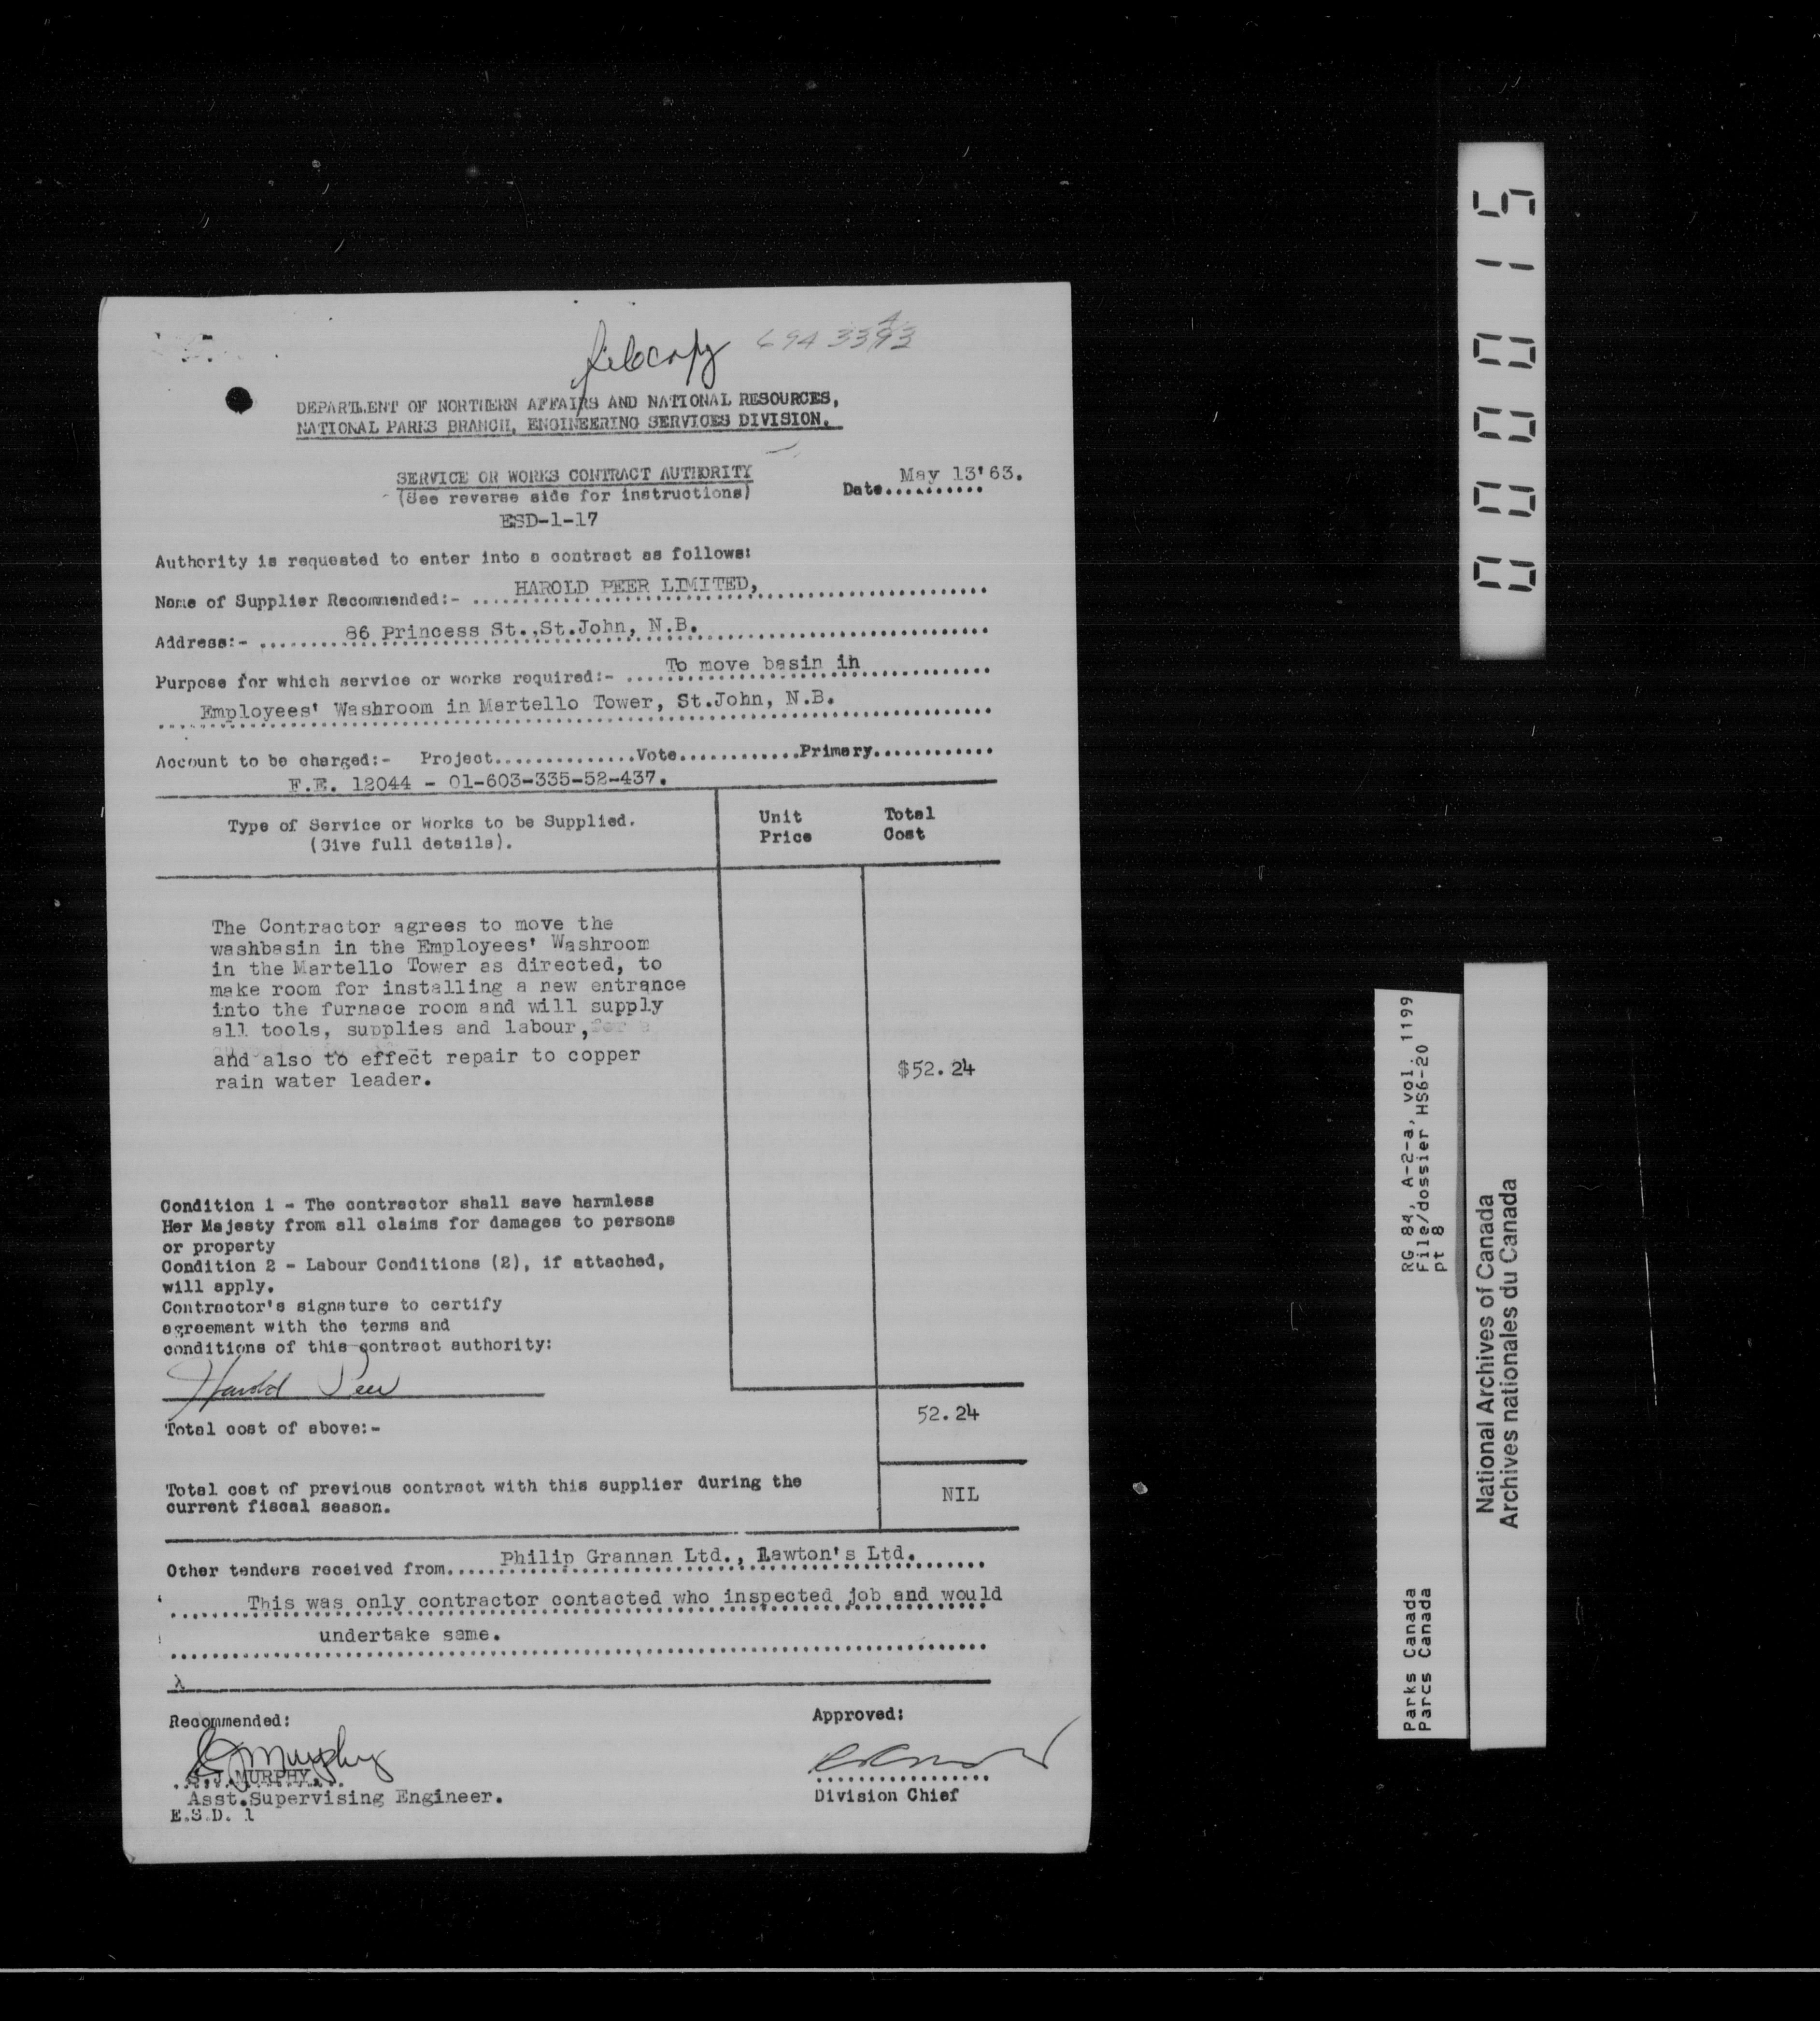 file copy
DEPARTMENT OF NORTHERN AFFAIRS AND NATIONAL RESOURCES,
NATIONAL PARKS BRANCH, ENGINEERING SERVICES DIVISION.
SERVICE OR WORKS CONTRACT AUTHORITY
(See reverse side for instructions)
Date.......... May 13'63.
ESD-1-17
Authority is requested to enter into a contract as follows:
Name of Supplier Recommended:- HAROLD PEER LIMITED,
Address:- 86 Princess St.,St.John, N.B.
Purpose for which service or works required:- To move basin in
Employees' Washroom in Martello Tower, St.John, N.B.
Account to be charged:- Project..............Vote............Primary............
F.E. 12044 - 01-603-335-52-437.
Type of Service or Works to be Supplied.
(Give full details).
Unit Price
Total Cost
The Contractor agrees to move the
washbasin in the Employees' Washroom
in the Martello Tower as directed, to
make room for installing a new entrance
into the furnace room and will supply
all tools, supplies and labour,
and also to effect repair to copper
rain water leader.
$52.24
Condition 1 - The contractor shall save harmless
Her Majesty from all claims for damages to persons
or property
Condition 2 - Labour Conditions (2), if attached,
will apply.
Contractor's signature to certify
agreement with the terms and
conditions of this contract authority:
Harold Peer
Total cost of above:- 52.24
Total cost of previous contract with this supplier during the
current fiscal season. NIL
Other tenders received from Philip Grannan Ltd., Lawton's Ltd.
This was only contractor contacted who inspected job and would
undertake same.
Recommended:
Approved:
S J Murphy
S.J.MURPHY,
Asst.Supervising Engineer.
Division Chief
E.S.D. 1
000015
RG 84, A-2-a, vol. 1199
File/dossier HS6-20
pt 8
Parks Canada
Parcs Canada
National Archives of Canada
Archives nationales du Canada